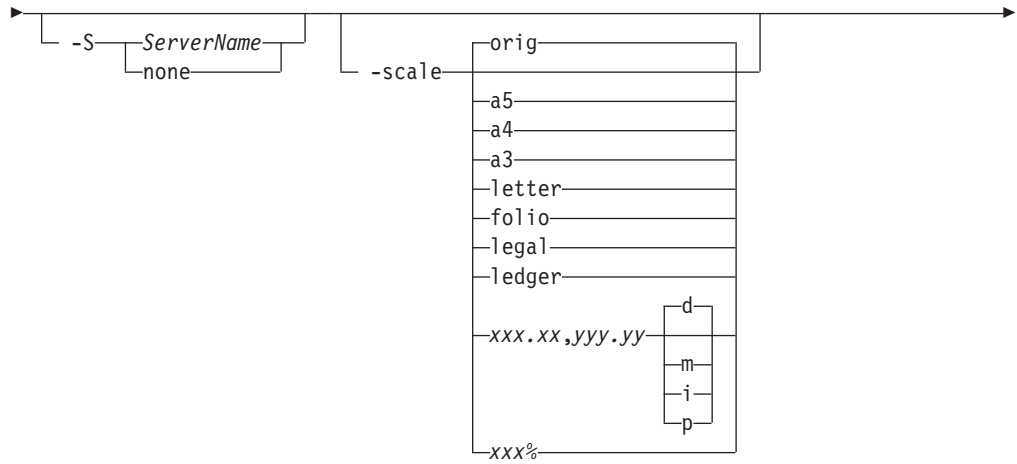 -S ServerName
none
-scale orig
a5
a4
a3
letter
folio
legal
ledger
xxx.xx,yyy.yy d
m
i
p
xxx%